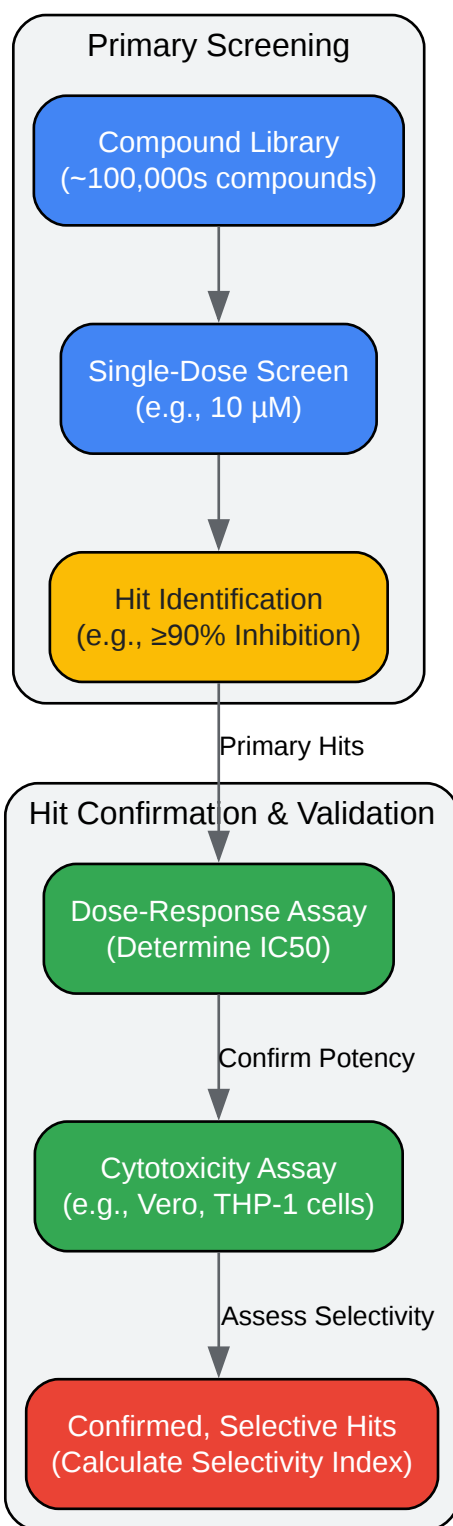 Primary Screening
Compound Library
(~100,000s compounds)
Single-Dose Screen
(e.g., 10 µM)
Hit Identification
(e.g., ≥90% Inhibition)
Primary Hits
Hit Confirmation & Validation
Dose-Response Assay
(Determine IC50)
Confirm Potency
Cytotoxicity Assay
(e.g., Vero, THP-1 cells)
Assess Selectivity
Confirmed, Selective Hits
(Calculate Selectivity Index)